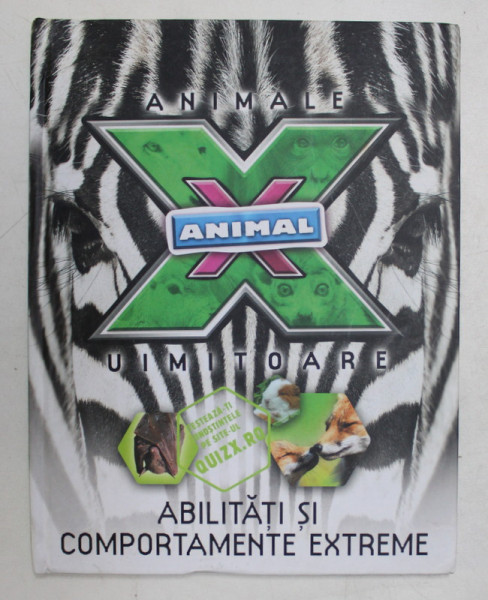 ANIMALE
X
X
ANIMAL
UIMITOARE
TESTEAZĂ-ȚI
CUNOȘTINȚELE
PE SITE-UL
QUIZX.RO
ABILITĂȚI ȘI
COMPORTAMENTE EXTREME